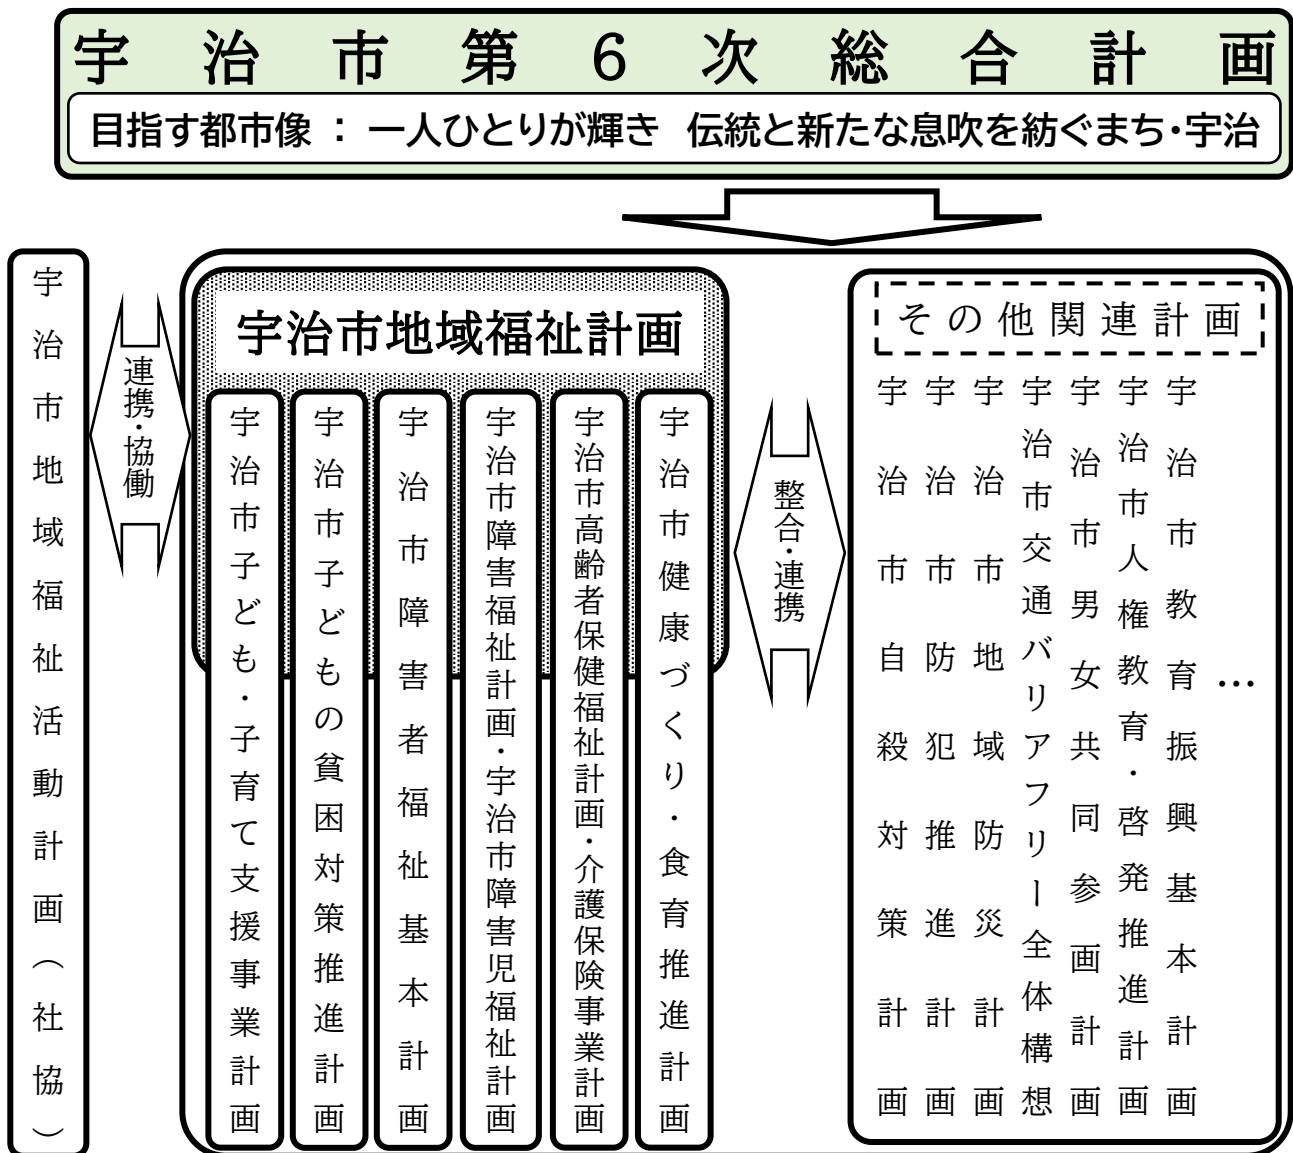 宇治市第6次総合計画
目指す都市像 : 一人ひとりが輝き 伝統と新たな息吹を紡ぐまち・宇治
宇治市地域福祉活動計画(社協)
連携・協働
宇治市地域福祉計画
宇治市子ども・子育て支援事業計画
宇治市子どもの貧困対策推進計画
宇治市障害者福祉基本計画
宇治市障害福祉計画・宇治市障害児福祉計画
宇治市高齢者保健福祉計画・介護保険事業計画
宇治市健康づくり・食育推進計画
整合・連携
その他関連計画
宇治市自殺対策計画
宇治市防犯推進計画
宇治市地域防災計画
宇治市交通バリアフリー全体構想
宇治市男女共同参画計画
宇治市人権教育・啓発推進計画
宇治市教育振興基本計画
…